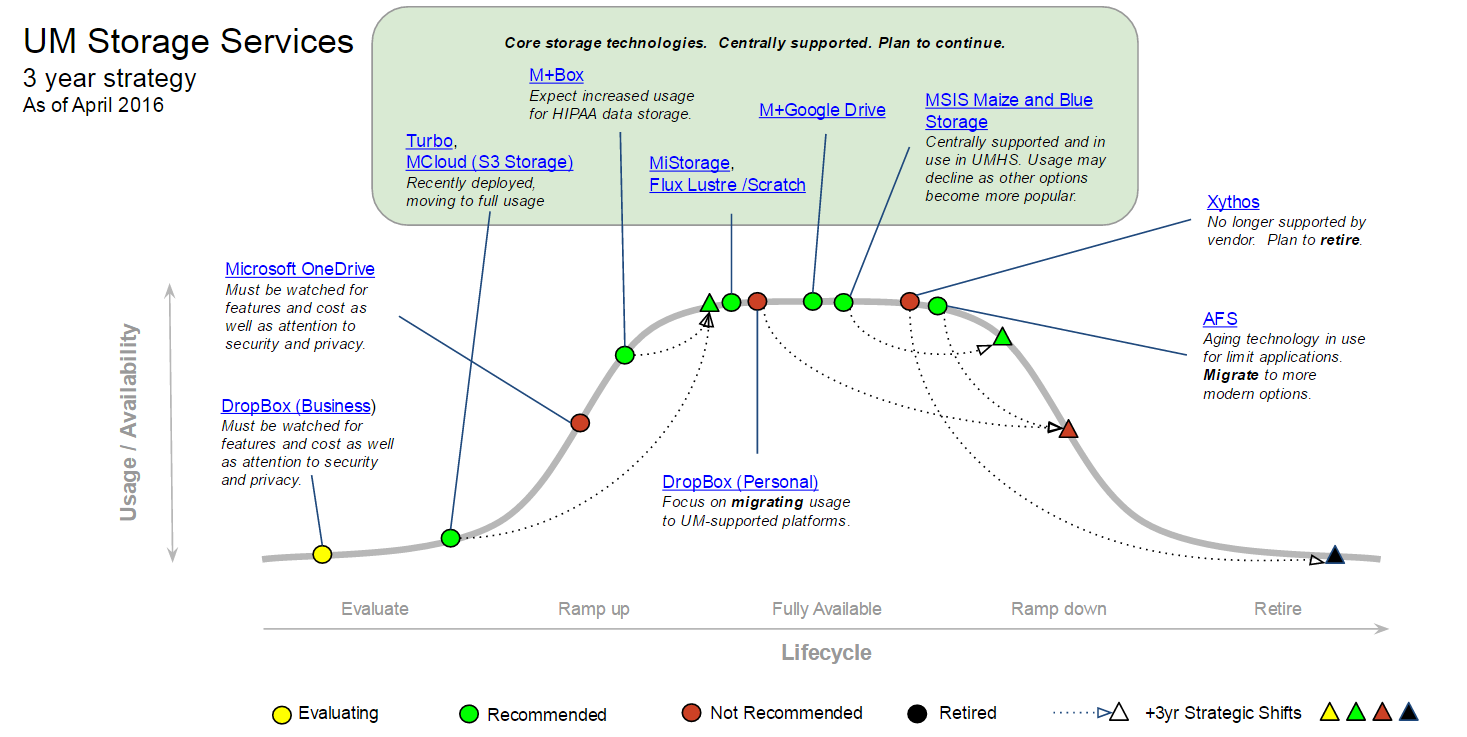 UM Storage Services
3 year strategy
As of April 2016
Core storage technologies.  Centrally supported. Plan to continue.
M+Box
Expect increased usage
for HIPAA data storage.
Turbo,
MCloud (S3 Storage)
Recently deployed,
moving to full usage
MiStorage,
Flux Lustre /Scratch
M+Google Drive
MSIS Maize and Blue
Storage
Centrally supported and in
use in UMHS. Usage may
decline as other options
become more popular.
Xythos
No longer supported by
vendor.  Plan to retire.
Microsoft OneDrive
Must be watched for
features and cost as
well as attention to
security and privacy.
AFS
Aging technology in use
for limit applications.
Migrate to more
modern options.
DropBox (Business)
Must be watched for
features and cost as well
as attention to security
and privacy.
DropBox (Personal)
Focus on migrating usage
to UM-supported platforms.
Usage / Availability
Evaluate
Ramp up
Fully Available
Ramp down
Retire
Lifecycle
Evaluating
Recommended
Not Recommended
Retired
+3yr Strategic Shifts